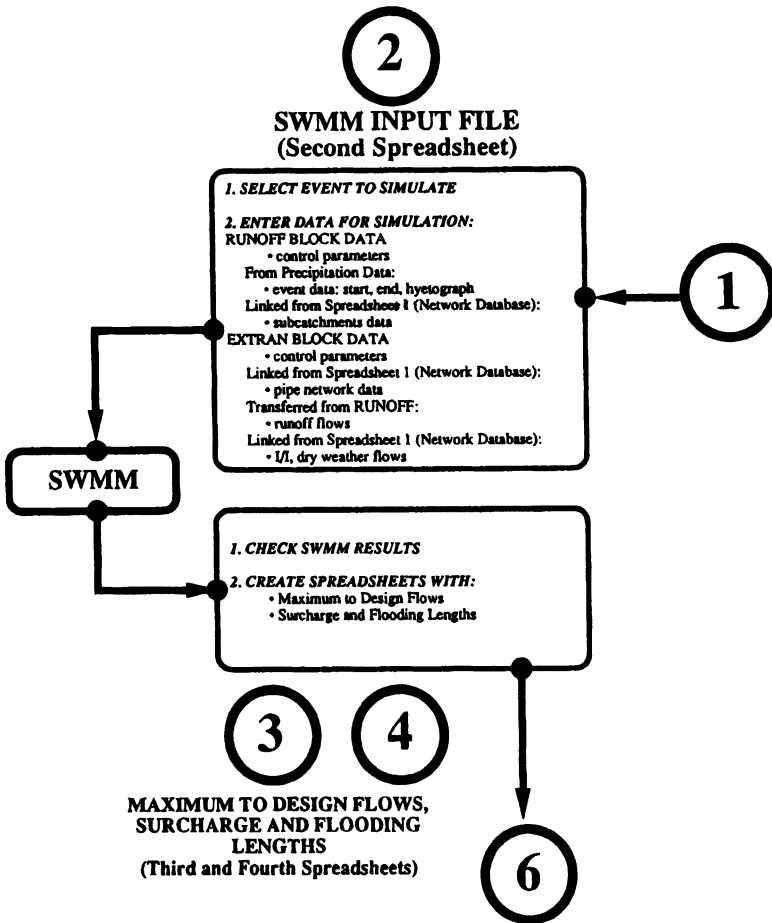 2
SWMM INPUT FILE
(Second Spreadsheet)
1. SELECT EVENT TO SIMULATE
2. ENTER DATA FOR SIMULATION:
RUNOFF BLOCK DATA
• control parameters
From Precipitation Data:
• event data: start, end, hyetograph
Linked from Spreadsheet 1 (Network Database):
• subcatchments data
EXTRAN BLOCK DATA
• control parameters
Linked from Spreadsheet 1 (Network Database):
• pipe network data
Transferred from RUNOFF:
• runoff flows
Linked from Spreadsheet 1 (Network Database):
• I/I, dry weather flows
1
SWMM
1. CHECK SWMM RESULTS
2. CREATE SPREADSHEETS WITH:
• Maximum to Design Flows
• Surcharge and Flooding Lengths
3 4
MAXIMUM TO DESIGN FLOWS,
SURCHARGE AND FLOODING
LENGTHS
(Third and Fourth Spreadsheets)
6